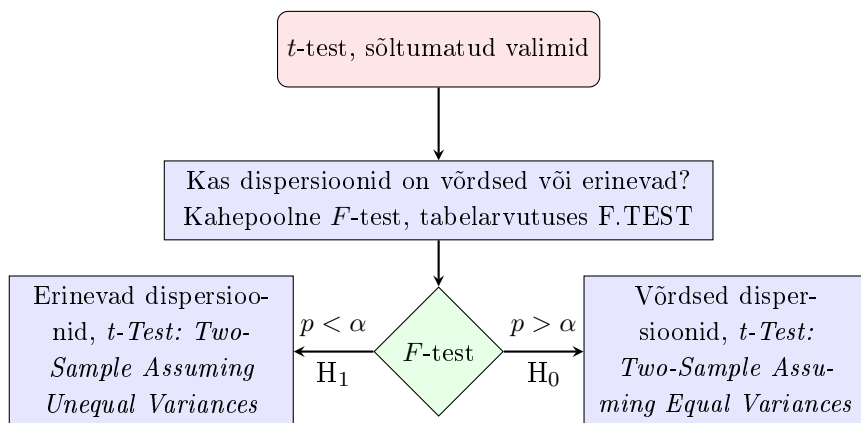 t-test, sõltumatud valimid
Kas dispersioonid on võrdsed või erinevad?
Kahepoolne F-test, tabelarvutuses F.TEST
Erinevad dispersioo-
nid, t-Test: Two-
Sample Assuming
Unequal Variances
p < α
H₁
F-test
p > α
H₀
Võrdsed disper-
sioonid, t-Test:
Two-Sample Assu-
ming Equal Variances